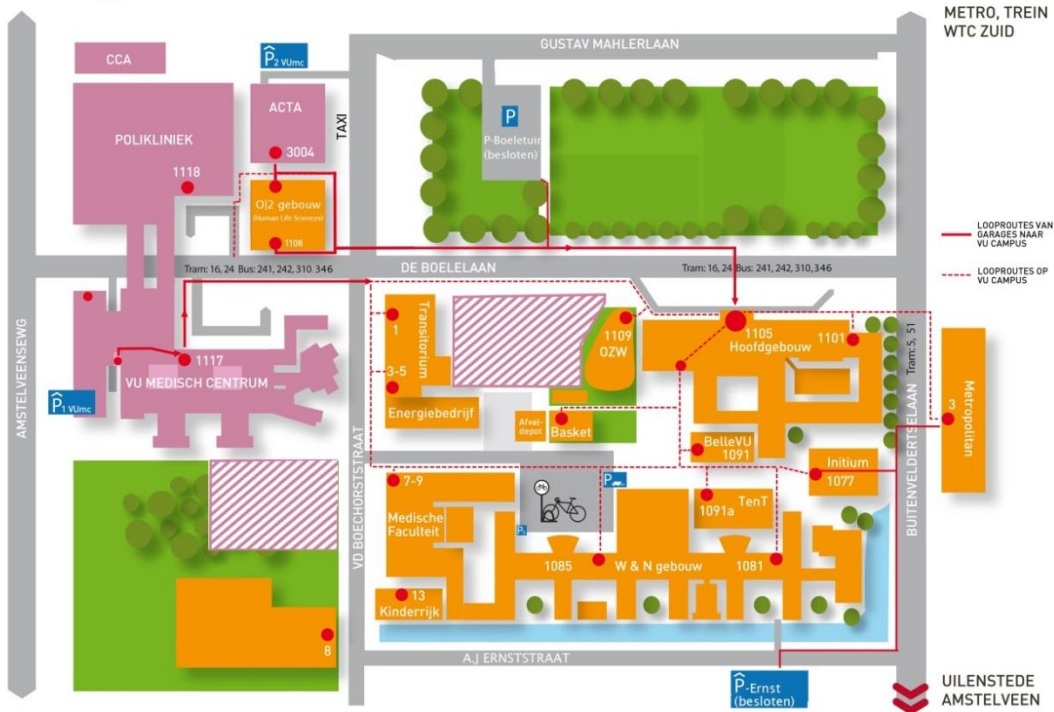 METRO, TREIN
WTC ZUID
GUSTAV MAHLERLAAN
CCA
P2 VUmc
ACTA
3004
TAXI
POLIKLINIEK
1118
O|2 gebouw
(Human Life Sciences)
1108
P
P-Boeletuin
(besloten)
LOOPROUTES VAN
GARAGES NAAR
VU CAMPUS
LOOPROUTES OP
VU CAMPUS
Tram: 16, 24 Bus: 241, 242, 310, 346
DE BOELELAAN
Tram: 16, 24 Bus: 241, 242, 310, 346
AMSTELVEENSEWG
1117
VU MEDISCH CENTRUM
P1 VUmc
1
Transitorium
3-5
Energiebedrijf
1109
OZW
1105
Hoofdgebouw
1101
Tram: 5, 51
3
Metropolitan
Afval-
depot
Basket
BelleVU
1091
Initium
1077
BUITENVELDERTSELAAN
VD BOECHORSTSTRAAT
7-9
Medische
Faculteit
P
P
TenT
1091a
1085
W & N gebouw
1081
13
Kinderrijk
8
A.J ERNSTSTRAAT
P-Ernst
(besloten)
UILENSTEDE
AMSTELVEEN